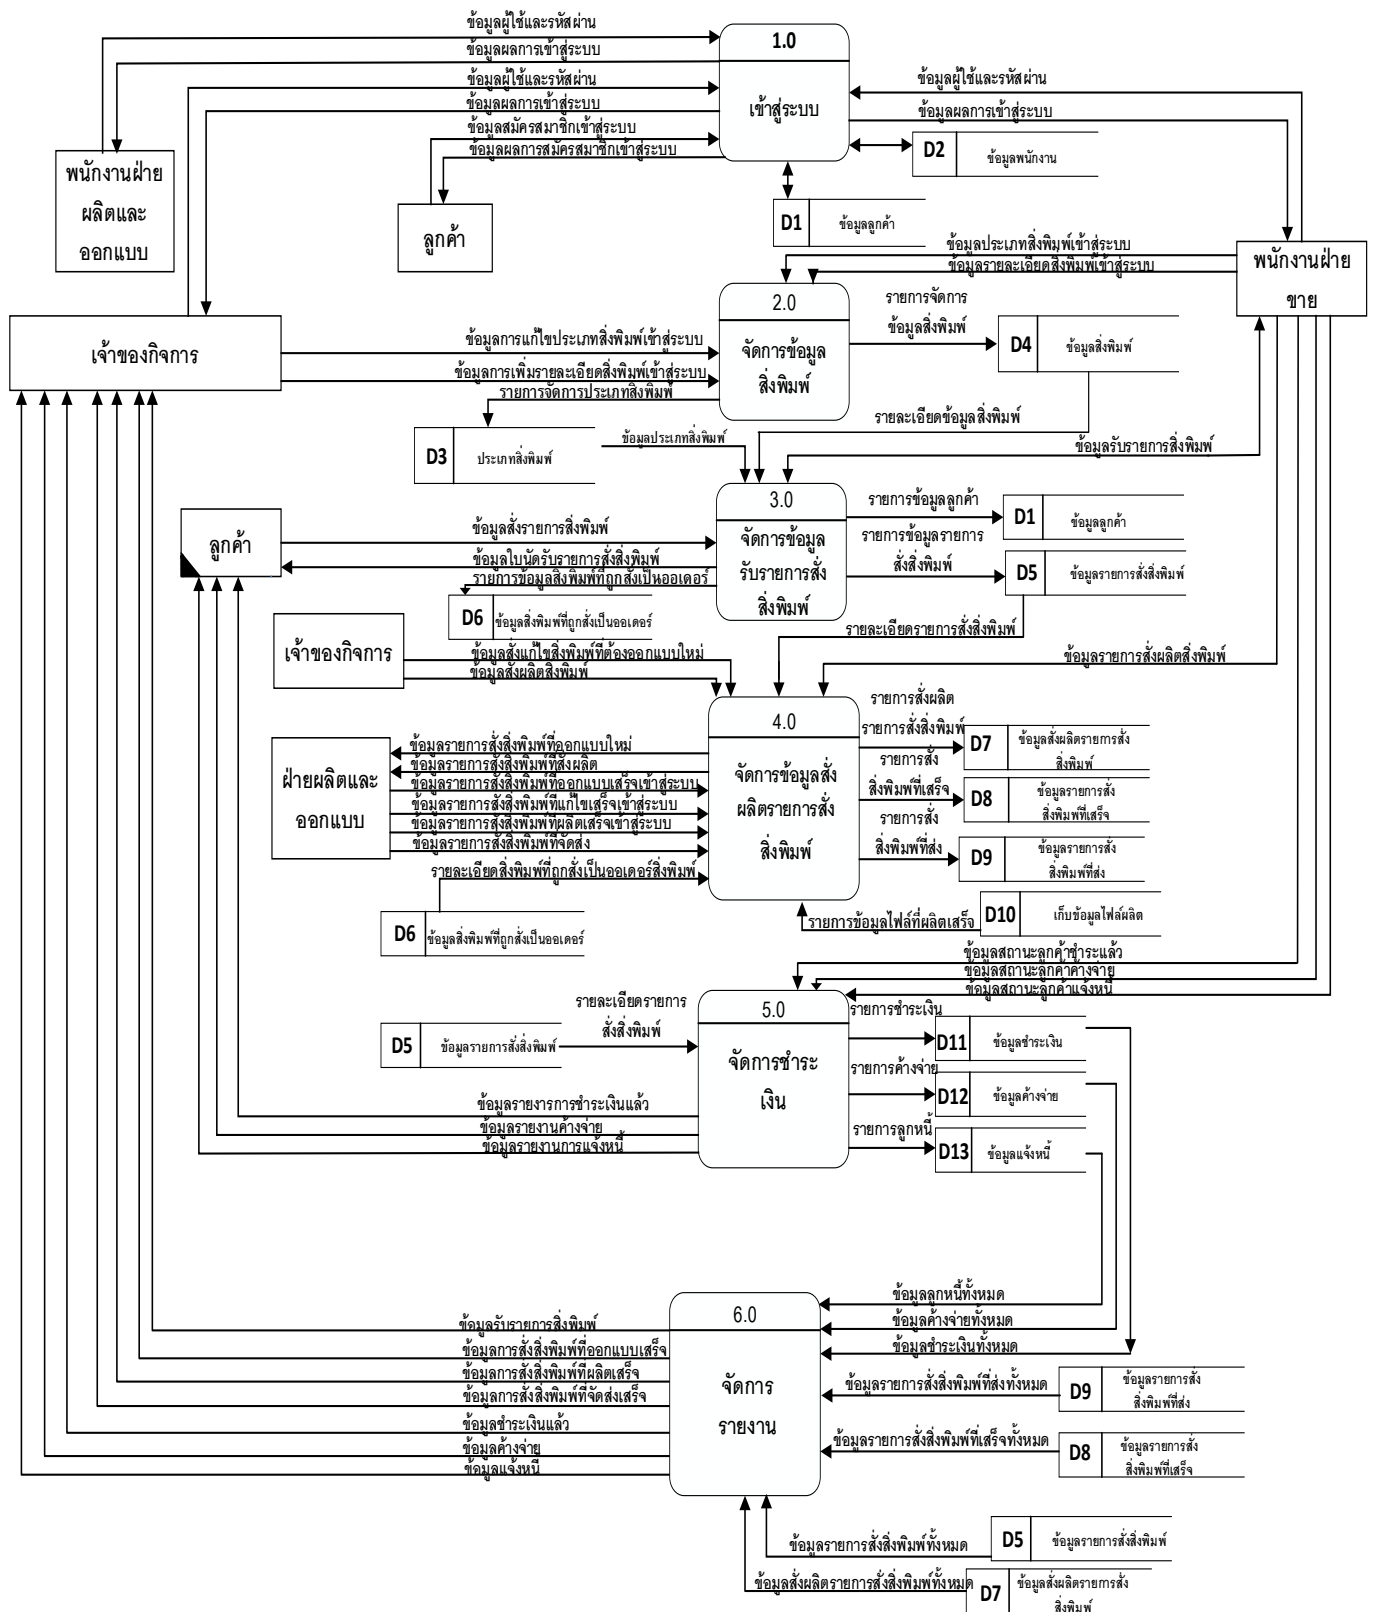 ข้อมูลผู้ใช้และรหัสผ่าน
ข้อมูลผลการเข้าสู่ระบบ
ข้อมูลผู้ใช้และรหัสผ่าน
ข้อมูลผลการเข้าสู่ระบบ
ข้อมูลสมัครสมาชิกเข้าสู่ระบบ
ข้อมูลผลการสมัครสมาชิกเข้าสู่ระบบ
1.0
เข้าสู่ระบบ
ข้อมูลผู้ใช้และรหัสผ่าน
ข้อมูลผลการเข้าสู่ระบบ
D2
ข้อมูลพนักงาน
D1
ข้อมูลลูกค้า
พนักงานฝ่าย
ผลิตและ
ออกแบบ
ลูกค้า
ข้อมูลประเภทสิ่งพิมพ์เข้าสู่ระบบ
ข้อมูลรายละเอียดสิ่งพิมพ์เข้าสู่ระบบ
พนักงานฝ่าย
ขาย
เจ้าของกิจการ
ข้อมูลการแก้ไขประเภทสิ่งพิมพ์เข้าสู่ระบบ
ข้อมูลการเพิ่มรายละเอียดสิ่งพิมพ์เข้าสู่ระบบ
รายการจัดการประเภทสิ่งพิมพ์
2.0
จัดการข้อมูล
สิ่งพิมพ์
รายการจัดการ
ข้อมูลสิ่งพิมพ์
D4
ข้อมูลสิ่งพิมพ์
D3
ประเภทสิ่งพิมพ์
ข้อมูลประเภทสิ่งพิมพ์
รายละเอียดข้อมูลสิ่งพิมพ์
ข้อมูลรับรายการสิ่งพิมพ์
ลูกค้า
ข้อมูลสั่งรายการสิ่งพิมพ์
ข้อมูลใบนัดรับรายการสั่งสิ่งพิมพ์
รายการข้อมูลสิ่งพิมพ์ที่ถูกสั่งเป็นออเดอร์
3.0
จัดการข้อมูล
รับรายการสั่ง
สิ่งพิมพ์
รายการข้อมูลลูกค้า
D1
ข้อมูลลูกค้า
รายการข้อมูลรายการ
สั่งสิ่งพิมพ์
D5
ข้อมูลรายการสั่งสิ่งพิมพ์
D6
ข้อมูลสิ่งพิมพ์ที่ถูกสั่งเป็นออเดอร์
เจ้าของกิจการ
ข้อมูลสั่งแก้ไขสิ่งพิมพ์ที่ต้องออกแบบใหม่
ข้อมูลสั่งผลิตสิ่งพิมพ์
รายละเอียดรายการสั่งสิ่งพิมพ์
ข้อมูลรายการสั่งผลิตสิ่งพิมพ์
ฝ่ายผลิตและ
ออกแบบ
ข้อมูลรายการสั่งสิ่งพิมพ์ที่ออกแบบใหม่
ข้อมูลรายการสั่งสิ่งพิมพ์ที่สั่งผลิต
ข้อมูลรายการสั่งสิ่งพิมพ์ที่ออกแบบเสร็จเข้าสู่ระบบ
ข้อมูลรายการสั่งสิ่งพิมพ์ที่แก้ไขเสร็จเข้าสู่ระบบ
ข้อมูลรายการสั่งสิ่งพิมพ์ที่ผลิตเสร็จเข้าสู่ระบบ
ข้อมูลรายการสั่งสิ่งพิมพ์ที่จัดส่ง
รายละเอียดสิ่งพิมพ์ที่ถูกสั่งเป็นออเดอร์สิ่งพิมพ์
4.0
จัดการข้อมูลสั่ง
ผลิตรายการสั่ง
สิ่งพิมพ์
รายการสั่งผลิต
รายการสั่งสิ่งพิมพ์
D7
ข้อมูลสั่งผลิตรายการสั่ง
สิ่งพิมพ์
รายการสั่ง
สิ่งพิมพ์ที่เสร็จ
D8
ข้อมูลรายการสั่ง
สิ่งพิมพ์ที่เสร็จ
รายการสั่ง
สิ่งพิมพ์ที่ส่ง
D9
ข้อมูลรายการสั่ง
สิ่งพิมพ์ที่ส่ง
D6
ข้อมูลสิ่งพิมพ์ที่ถูกสั่งเป็นออเดอร์
รายการข้อมูลไฟล์ที่ผลิตเสร็จ
D10
เก็บข้อมูลไฟล์ผลิต
ข้อมูลสถานะลูกค้าชำระแล้ว
ข้อมูลสถานะลูกค้าค้างจ่าย
ข้อมูลสถานะลูกค้าแจ้งหนี้
D5
ข้อมูลรายการสั่งสิ่งพิมพ์
รายละเอียดรายการ
สั่งสิ่งพิมพ์
5.0
จัดการชำระ
เงิน
รายการชำระเงิน
D11
ข้อมูลชำระเงิน
รายการค้างจ่าย
D12
ข้อมูลค้างจ่าย
รายการลูกหนี้
D13
ข้อมูลแจ้งหนี้
ข้อมูลรายงารการชำระเงินแล้ว
ข้อมูลรายงานค้างจ่าย
ข้อมูลรายงานการแจ้งหนี้
ข้อมูลรับรายการสิ่งพิมพ์
ข้อมูลการสั่งสิ่งพิมพ์ที่ออกแบบเสร็จ
ข้อมูลการสั่งสิ่งพิมพ์ที่ผลิตเสร็จ
ข้อมูลการสั่งสิ่งพิมพ์ที่จัดส่งเสร็จ
ข้อมูลชำระเงินแล้ว
ข้อมูลค้างจ่าย
ข้อมูลแจ้งหนี้
6.0
จัดการ
รายงาน
ข้อมูลลูกหนี้ทั้งหมด
ข้อมูลค้างจ่ายทั้งหมด
ข้อมูลชำระเงินทั้งหมด
ข้อมูลรายการสั่งสิ่งพิมพ์ที่ส่งทั้งหมด
D9
ข้อมูลรายการสั่ง
สิ่งพิมพ์ที่ส่ง
ข้อมูลรายการสั่งสิ่งพิมพ์ที่เสร็จทั้งหมด
D8
ข้อมูลรายการสั่ง
สิ่งพิมพ์ที่เสร็จ
ข้อมูลรายการสั่งสิ่งพิมพ์ทั้งหมด
D5
ข้อมูลรายการสั่งสิ่งพิมพ์
ข้อมูลสั่งผลิตรายการสั่งสิ่งพิมพ์ทั้งหมด
D7
ข้อมูลสั่งผลิตรายการสั่ง
สิ่งพิมพ์